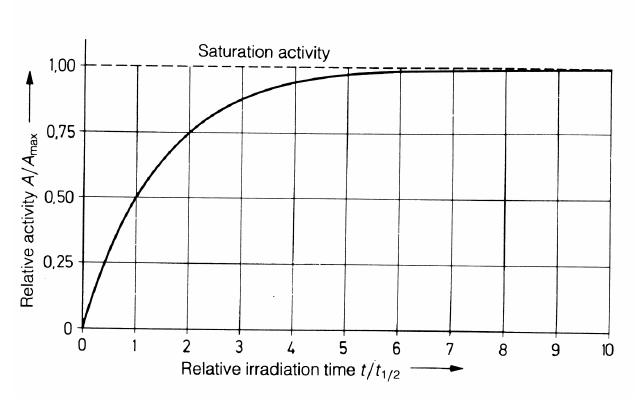 Saturation activity
1,00
0,75
0,50
0,25
0
Relative activity A/Amax
0 1 2 3 4 5 6 7 8 9 10
Relative irradiation time t/t1/2